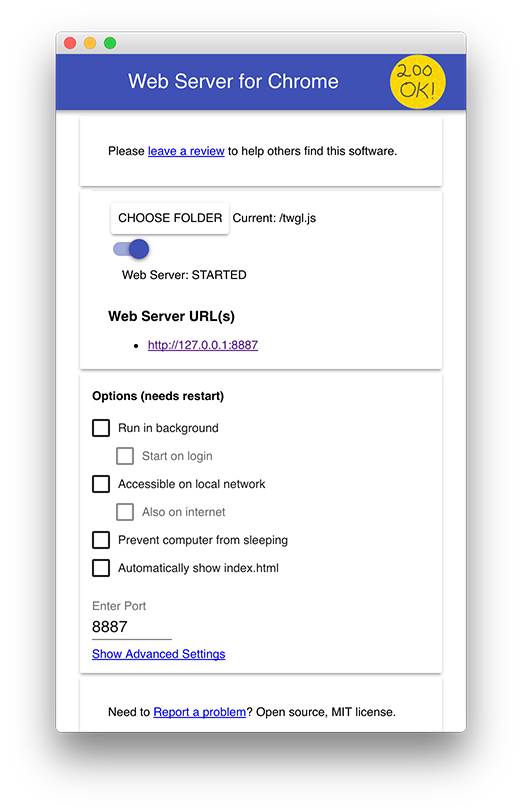 Web Server for Chrome
200
OK!
Please leave a review to help others find this software.
CHOOSE FOLDER Current: /twgl.js
Web Server: STARTED
Web Server URL(s)
http://127.0.0.1:8887
Options (needs restart)
Run in background
Start on login
Accessible on local network
Also on internet
Prevent computer from sleeping
Automatically show index.html
Enter Port
8887
Show Advanced Settings
Need to Report a problem? Open source, MIT license.